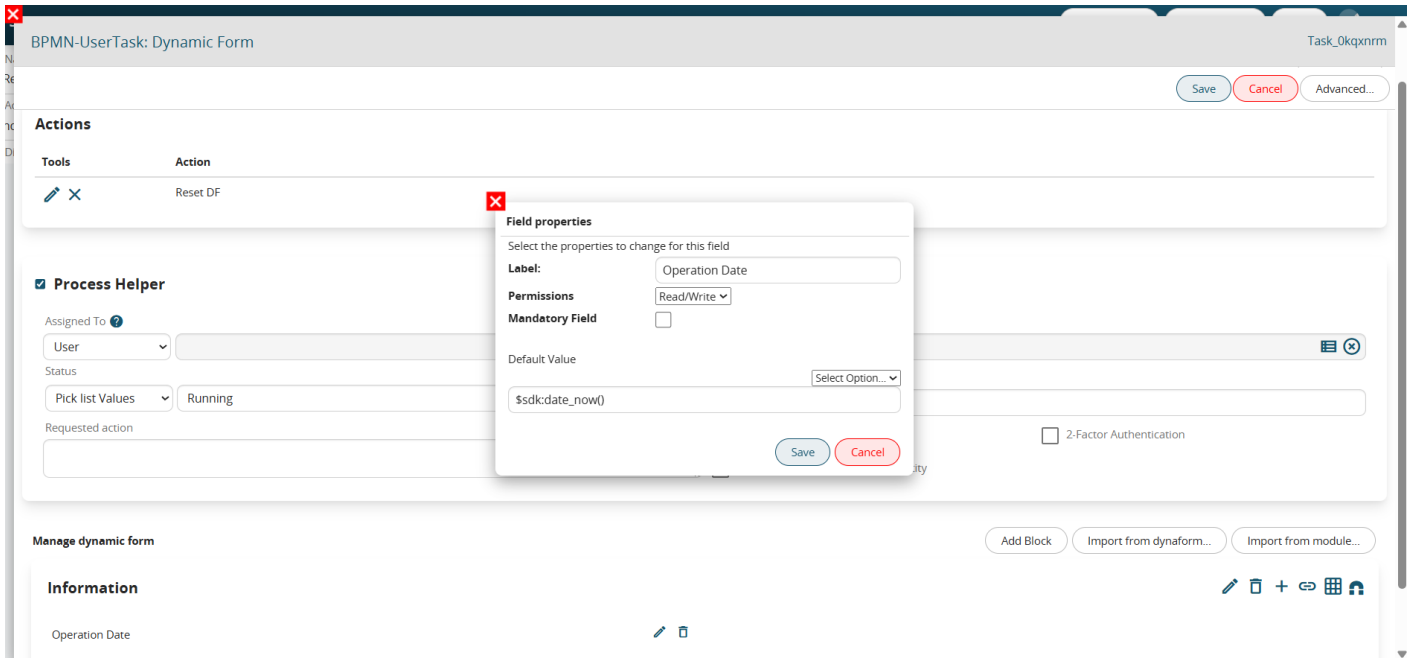 BPMN-UserTask: Dynamic Form
Task_0kqxnrm
Save
Cancel
Advanced...
Actions
Tools
Action
Reset DF
Field properties
Select the properties to change for this field
Label:
Operation Date
Permissions
Read/Write
Mandatory Field
Default Value
Select Option...
$sdk:date_now()
Save
Cancel
Process Helper
Assigned To
User
Status
Pick list Values
Running
Requested action
2-Factor Authentication
Manage dynamic form
Add Block
Import from dynaform...
Import from module...
Information
Operation Date